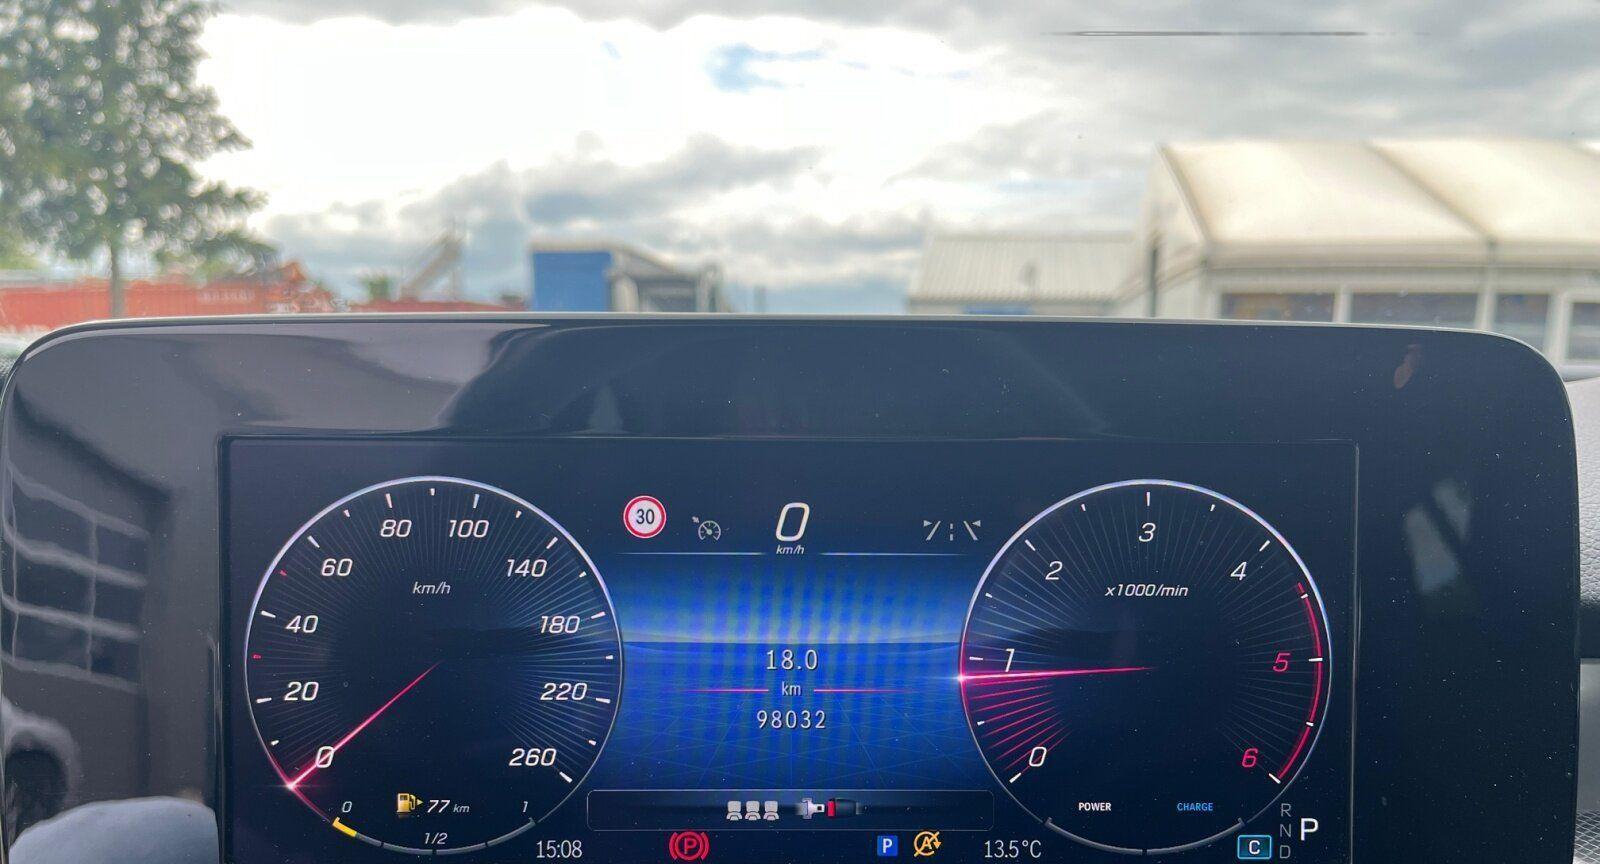 30
0
km/h
80 100
60 140
km/h
40 180
20 220
0 260
0 77 km 1
1/2
18.0
km
98032
3
2 4
x1000/min
1 5
0 6
POWER CHARGE
R
N P
D
15:08
P
P
A
13.5°C
C